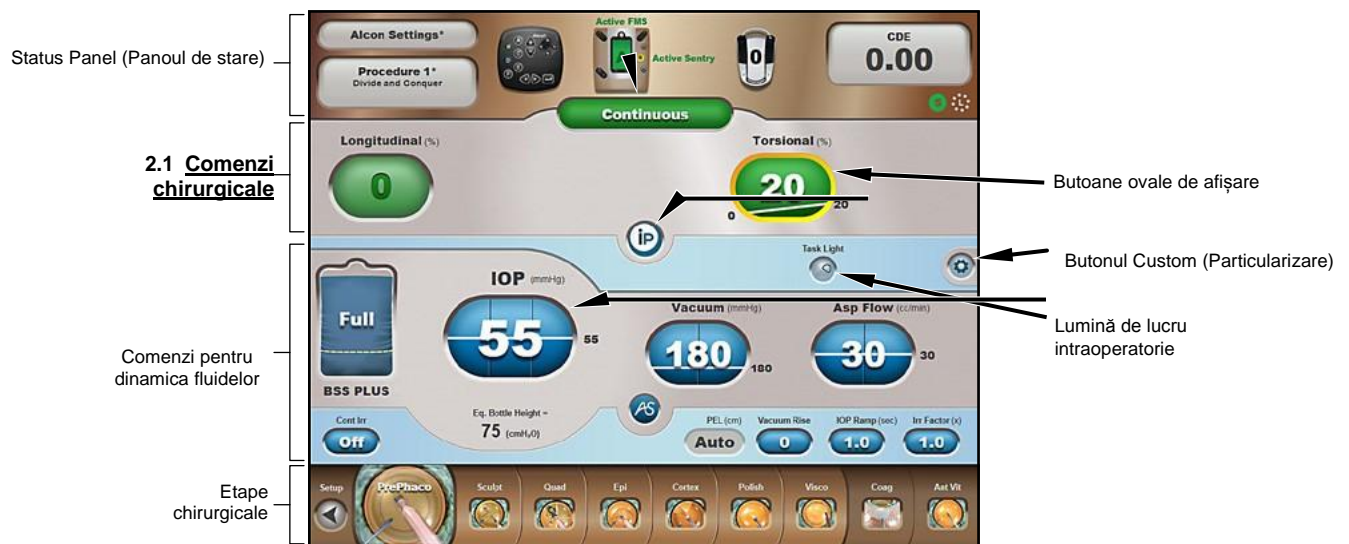 Status Panel (Panoul de stare)
Alcon Settings*
Procedure 1*
Divide and Conquer
Active FMS
Active Sentry
0
CDE
0.00
Continuous
2.1 Comenzi
chirurgicale
Longitudinal (%)
0
Torsional (%)
20
0
20
Butoane ovale de afișare
iP
Task Light
Butonul Custom (Particularizare)
Lumină de lucru
intraoperatorie
Comenzi pentru
dinamica fluidelor
Full
BSS PLUS
IOP (mmHg)
55
55
Vacuum (mmHg)
180
180
Asp Flow (cc/min)
30
30
Eq. Bottle Height =
75 (cmH₂0)
AS
Cont Irr
Off
PEL (cm)
Auto
Vacuum Rise
0
IOP Ramp (sec)
1.0
Irr Factor (x)
1.0
Etape
chirurgicale
Setup
PrePhaco
Sculpt
Quad
Epi
Cortex
Polish
Visco
Coag
Ant Vit